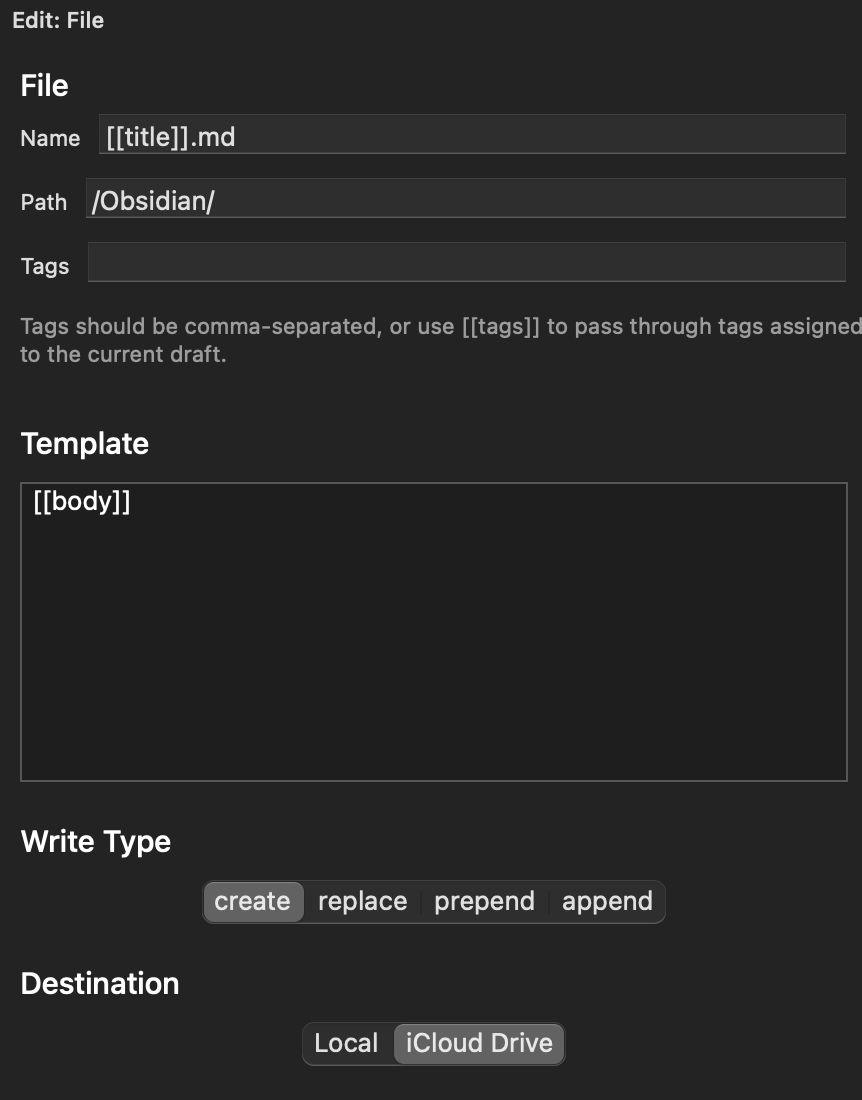 Edit: File
File
Name [[title]].md
Path /Obsidian/
Tags
Tags should be comma-separated, or use [[tags]] to pass through tags assigned
to the current draft.
Template
[[body]]
Write Type
create replace prepend append
Destination
Local iCloud Drive